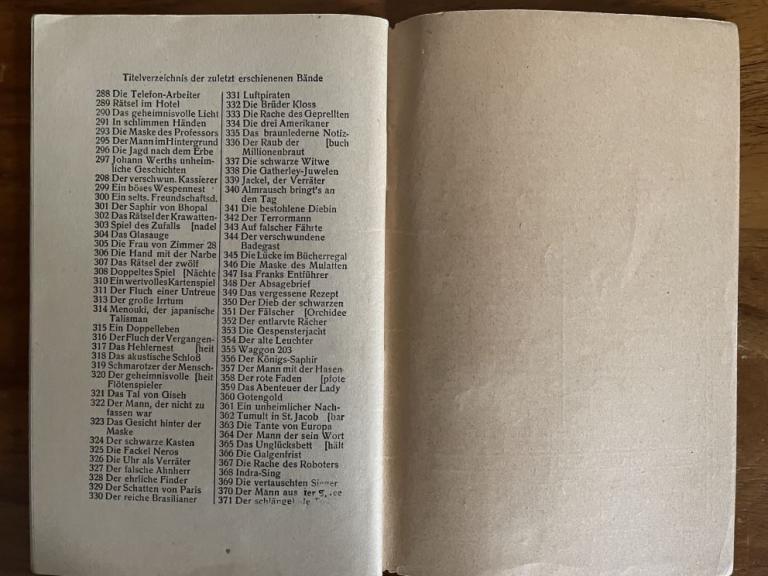 Titelverzeichnis der zuletzt erschienenen Bände
288 Die Telefon-Arbeiter
289 Rätsel im Hotel
290 Das geheimnisvolle Licht
291 In schlimmen Händen
293 Die Maske des Professors
295 Der Mann im Hintergrund
296 Die Jagd nach dem Erbe
297 Johann Werths unheim-
liche Geschichten
298 Der verschwun. Kassierer
299 Ein böses Wespennest
300 Ein selts. Freundschaftsd.
301 Der Saphir von Bhopal
302 Das Rätsel der Krawatten-
303 Spiel des Zufalls [nadel
304 Das Glasauge
305 Die Frau von Zimmer 28
306 Die Hand mit der Narbe
307 Das Rätsel der zwölf
308 Doppeltes Spiel [Nächte
310 Ein wertvolles Kartenspiel
311 Der Fluch einer Untreue
313 Der große Irrtum
314 Menouki, der japanische
Talisman
315 Ein Doppelleben
316 Der Fluch der Vergangen-
317 Das Hehlernest [heit
318 Das akustische Schloß
319 Schmarotzer der Mensch-
320 Der geheimnisvolle [heit
Flötenspieler
321 Das Tal von Giseh
322 Der Mann, der nicht zu
fassen war
323 Das Gesicht hinter der
Maske
324 Der schwarze Kasten
325 Die Fackel Neros
326 Die Uhr als Verräter
327 Der falsche Ahnherr
328 Der ehrliche Finder
329 Der Schatten von Paris
330 Der reiche Brasilianer
331 Luftpiraten
332 Die Brüder Kloss
333 Die Rache des Geprellten
334 Die drei Amerikaner
335 Das braunlederne Notiz-
336 Der Raub der [buch
Millionenbraut
337 Die schwarze Witwe
338 Die Gatherley-Juwelen
339 Jackel, der Verräter
340 Almrausch bringt's an
den Tag
341 Die bestohlene Diebin
342 Der Terrormann
343 Auf falscher Fährte
344 Der verschwundene
Badegast
345 Die Lücke im Bücherregal
346 Die Maske des Mulatten
347 Isa Franks Entführer
348 Der Absagebrief
349 Das vergessene Rezept
350 Der Dieb der schwarzen
351 Der Fälscher [Orchidee
352 Der entlarvte Rächer
353 Die Gespensterjacht
354 Der alte Leuchter
355 Waggon 203
356 Der Königs-Saphir
357 Der Mann mit der Hasen-
358 Der rote Faden [pfote
359 Das Abenteuer der Lady
360 Gotengold
361 Ein unheimlicher Nach-
362 Tumult in St. Jacob [bar
363 Die Tante von Europa
364 Der Mann der sein Wort
365 Das Unglücksbett [hält
366 Die Galgenfrist
367 Die Rache des Roboters
368 Indra-Sing
369 Die vertauschten
370 Der Mann aus
371 Der